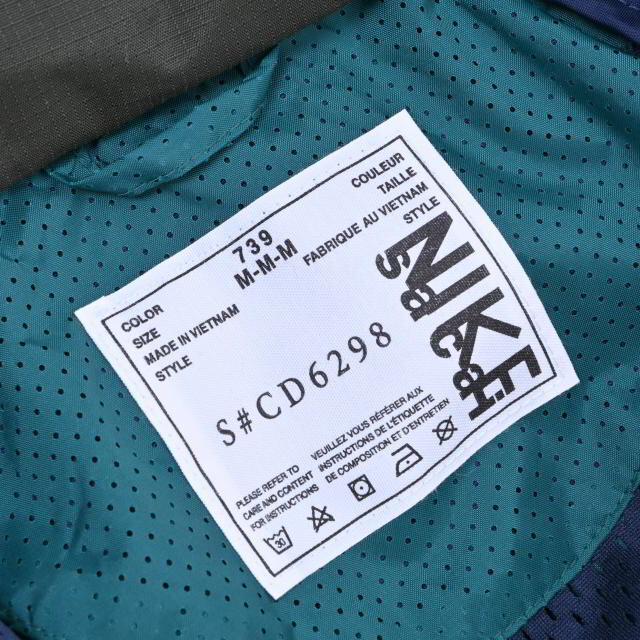 COLOR 739 COULEUR
SIZE M-M-M TAILLE
MADE IN VIETNAM FABRIQUE AU VIETNAM
STYLE STYLE
NIKE
sacai
S#CD6298
PLEASE REFER TO VEUILLEZ VOUS RÉFÉRER AUX
CARE AND CONTENT INSTRUCTIONS DE L'ÉTIQUETTE
FOR INSTRUCTIONS DE COMPOSITION ET D'ENTRETIEN